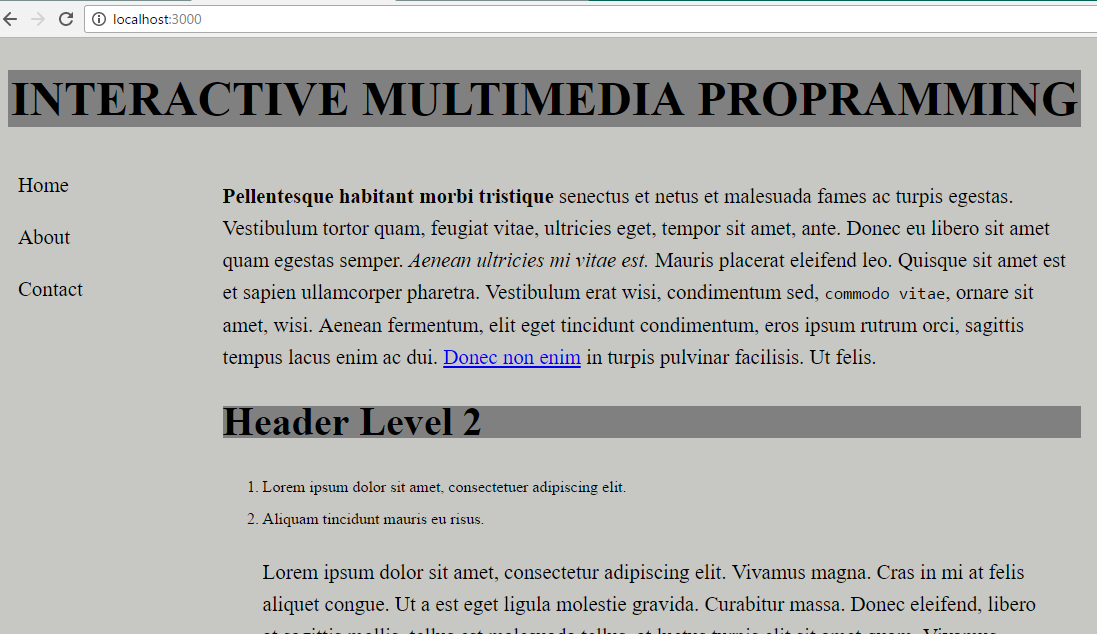 localhost:3000
INTERACTIVE MULTIMEDIA PROPRAMMING
Home
About
Contact
Pellentesque habitant morbi tristique senectus et netus et malesuada fames ac turpis egestas.
Vestibulum tortor quam, feugiat vitae, ultricies eget, tempor sit amet, ante. Donec eu libero sit amet
quam egestas semper. Aenean ultricies mi vitae est. Mauris placerat eleifend leo. Quisque sit amet est
et sapien ullamcorper pharetra. Vestibulum erat wisi, condimentum sed, commodo vitae, ornare sit
amet, wisi. Aenean fermentum, elit eget tincidunt condimentum, eros ipsum rutrum orci, sagittis
tempus lacus enim ac dui. Donec non enim in turpis pulvinar facilisis. Ut felis.
Header Level 2
1. Lorem ipsum dolor sit amet, consectetuer adipiscing elit.
2. Aliquam tincidunt mauris eu risus.
Lorem ipsum dolor sit amet, consectetur adipiscing elit. Vivamus magna. Cras in mi at felis
aliquet congue. Ut a est eget ligula molestie gravida. Curabitur massa. Donec eleifend, libero